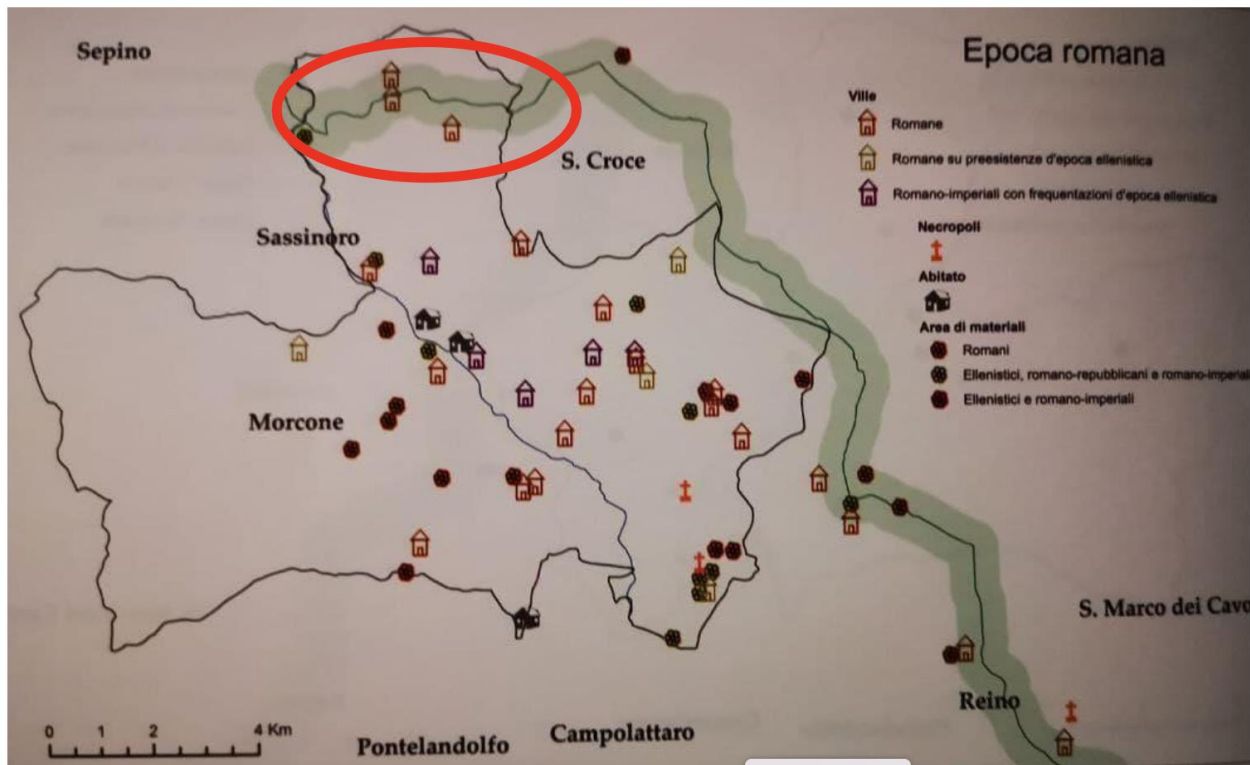 Sepino
Epoca romana
Ville
Romane
Romane su preesistenze d'epoca ellenistica
Romano-imperiali con frequentazioni d'epoca ellenistica
Necropoli
Abitato
Area di materiali
Romani
Ellenistici, romano-repubblicani e romano-imperiali
Ellenistici e romano-imperiali
S. Croce
Sassinoro
Morcone
S. Marco dei Cavo
Reino
0 1 2 4 Km
Pontelandolfo
Campolattaro